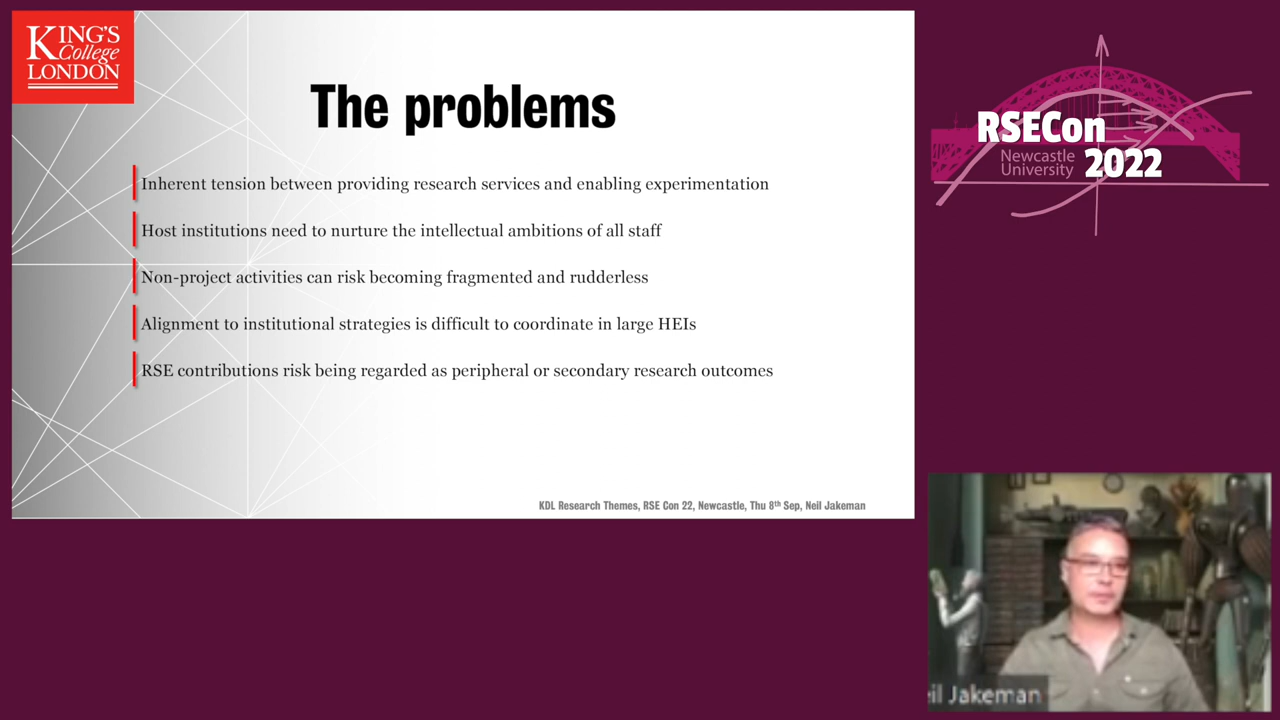 KING'S
College
LONDON
The problems
Inherent tension between providing research services and enabling experimentation
Host institutions need to nurture the intellectual ambitions of all staff
Non-project activities can risk becoming fragmented and rudderless
Alignment to institutional strategies is difficult to coordinate in large HEIs
RSE contributions risk being regarded as peripheral or secondary research outcomes
KDL Research Themes, RSE Con 22, Newcastle, Thu 8th Sep, Neil Jakeman
RSECon
Newcastle
University 2022
eil Jakeman